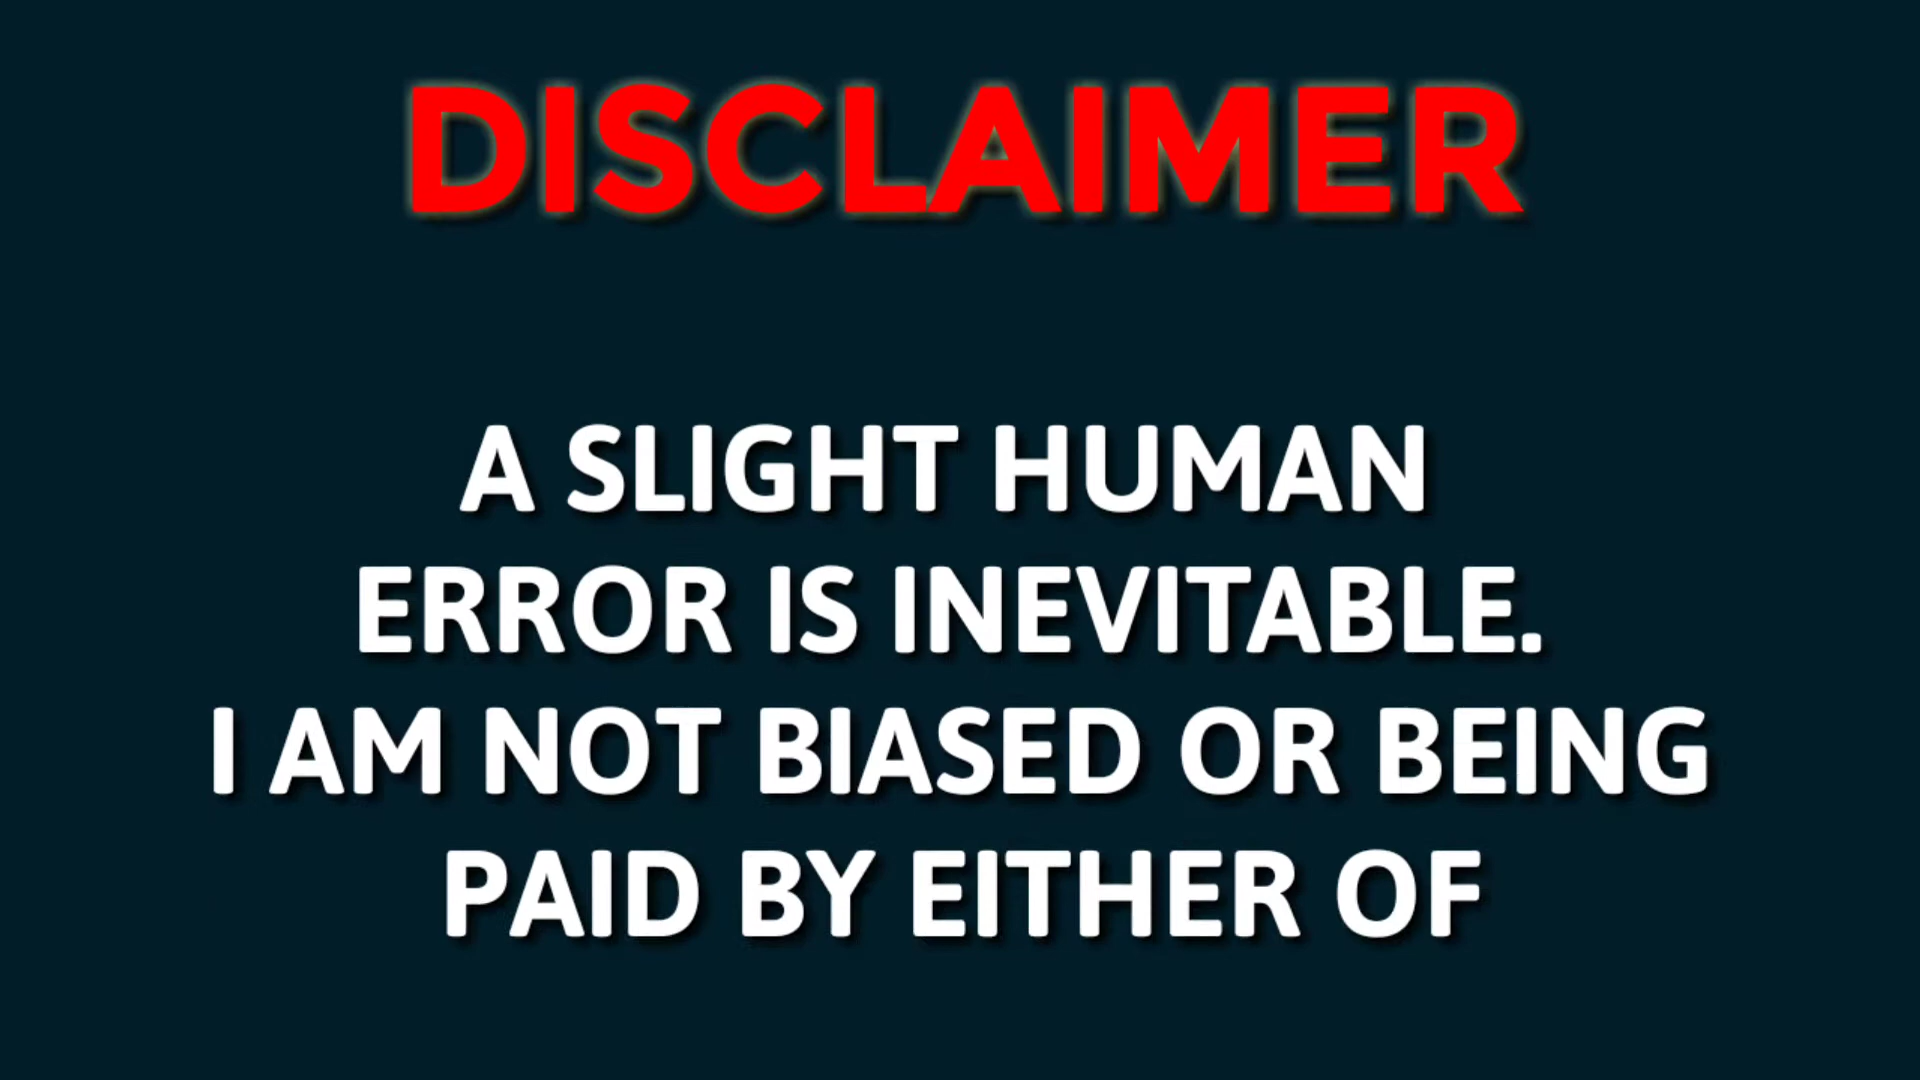 DISCLAIMER
A SLIGHT HUMAN
ERROR IS INEVITABLE.
I AM NOT BIASED OR BEING
PAID BY EITHER OF